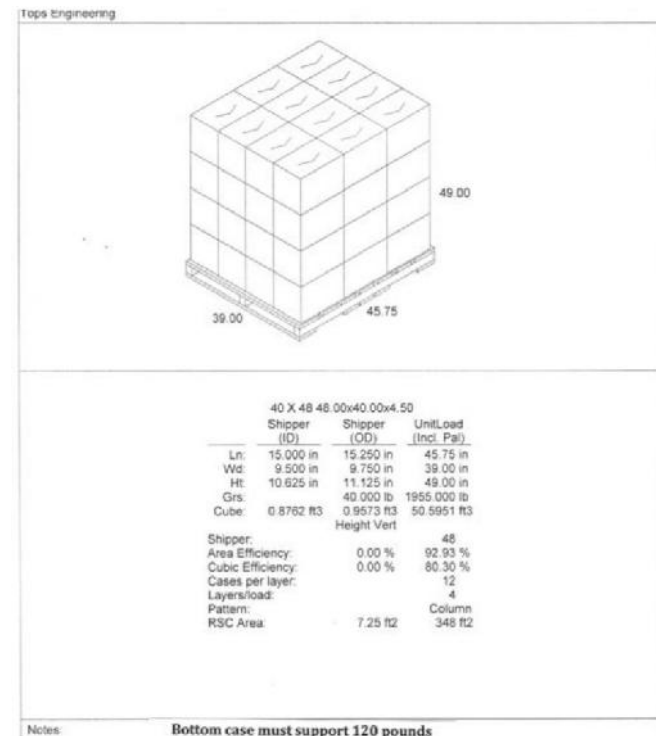 Tops Engineering
49.00
39.00
45.75
40 X 48 48.00x40.00x4.50
Shipper (ID) Shipper (OD) UnitLoad (Incl. Pal)
Ln: 15.000 in 15.250 in 45.75 in
Wd: 9.500 in 9.750 in 39.00 in
Ht: 10.625 in 11.125 in 49.00 in
Grs: 40.000 lb 1955.000 lb
Cube: 0.8762 ft3 0.9573 ft3 50.5951 ft3
Height Vert
Shipper: 48
Area Efficiency: 0.00 % 92.93 %
Cubic Efficiency: 0.00 % 80.30 %
Cases per layer: 12
Layers/load: 4
Pattern: Column
RSC Area: 7.25 ft2 348 ft2
Notes: Bottom case must support 120 pounds